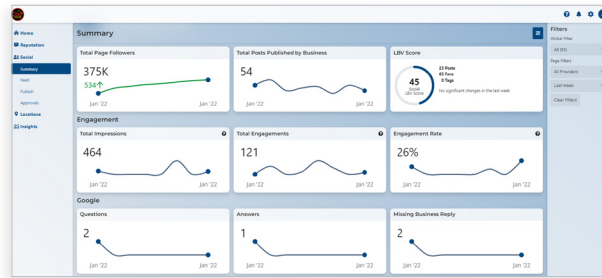 Home
Reputation
Social
Summary
Feed
Publish
Approvals
Locations
Insights
Summary
Total Page Followers
375K
534↑
Jan '22
Jan '22
Total Posts Published by Business
54
Jan '22
Jan '22
LBV Score
45
Social
LBV Score
23 Posts
65 Favs
0 Tags
No significant changes in the last week
Engagement
Total Impressions
464
Jan '22
Jan '22
Total Engagements
121
Jan '22
Jan '22
Engagement Rate
26%
Jan '22
Jan '22
Google
Questions
2
Jan '22
Jan '22
Answers
1
Jan '22
Jan '22
Missing Business Reply
2
Jan '22
Jan '22
Filters
Global Filter
Page Filters
All Providers
Last Week
Clear Filters